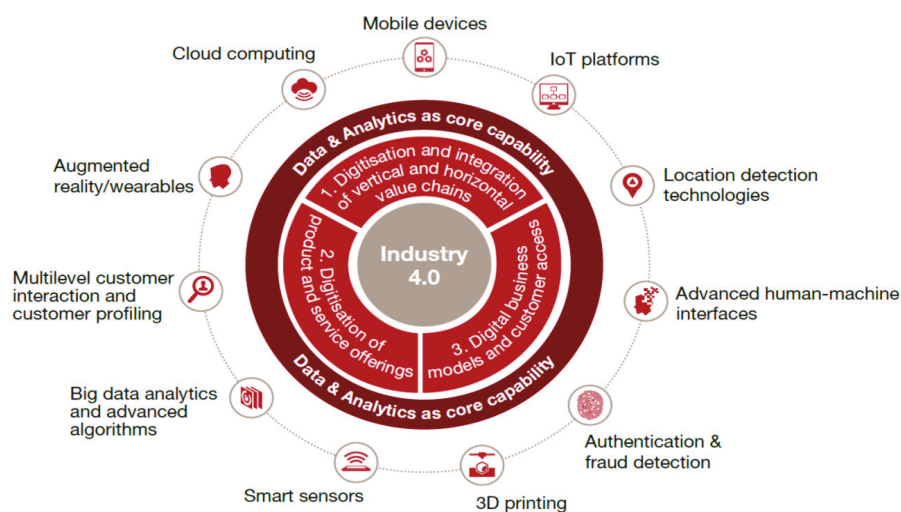 Mobile devices
Cloud computing
IoT platforms
Augmented
reality/wearables
Location detection
technologies
Multilevel customer
interaction and
customer profiling
Advanced human-machine
interfaces
Big data analytics
and advanced
algorithms
Authentication &
fraud detection
Smart sensors
3D printing
Data & Analytics as core capability
1. Digitisation and integration
of vertical and horizontal
value chains
2. Digitisation of
product and service offerings
3. Digital business
models and customer access
Industry
4.0
Data & Analytics as core capability